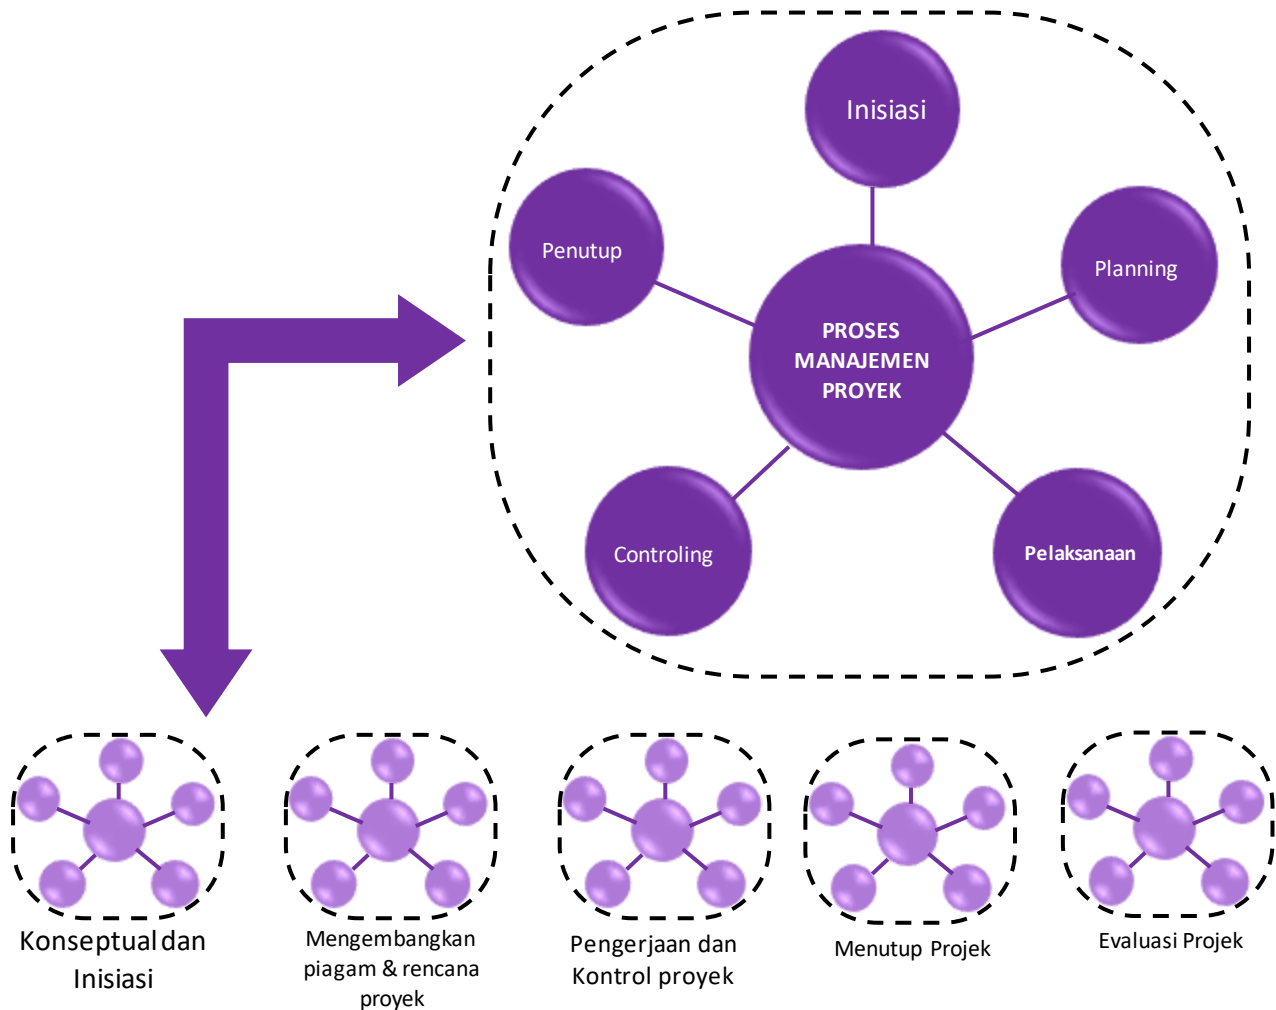 Inisiasi
Penutup
Planning
PROSES
MANAJEMEN
PROYEK
Controling
Pelaksanaan
Konseptual dan
Inisiasi
Mengembangkan
piagam & rencana
proyek
Pengerjaan dan
Kontrol proyek
Menutup Projek
Evaluasi Projek